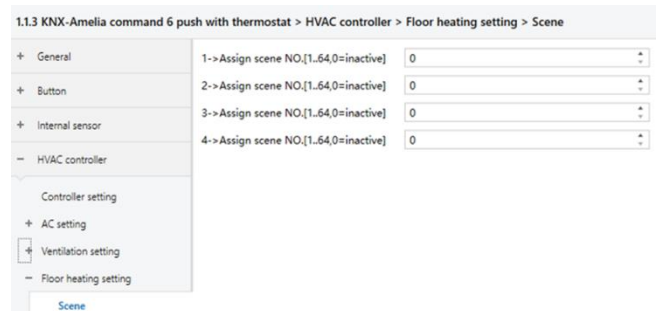 1.1.3 KNX-Amelia command 6 push with thermostat > HVAC controller > Floor heating setting > Scene
+ General
+ Button
+ Internal sensor
− HVAC controller
Controller setting
+ AC setting
+ Ventilation setting
− Floor heating setting
Scene
1->Assign scene NO.[1..64,0=inactive] 0
2->Assign scene NO.[1..64,0=inactive] 0
3->Assign scene NO.[1..64,0=inactive] 0
4->Assign scene NO.[1..64,0=inactive] 0